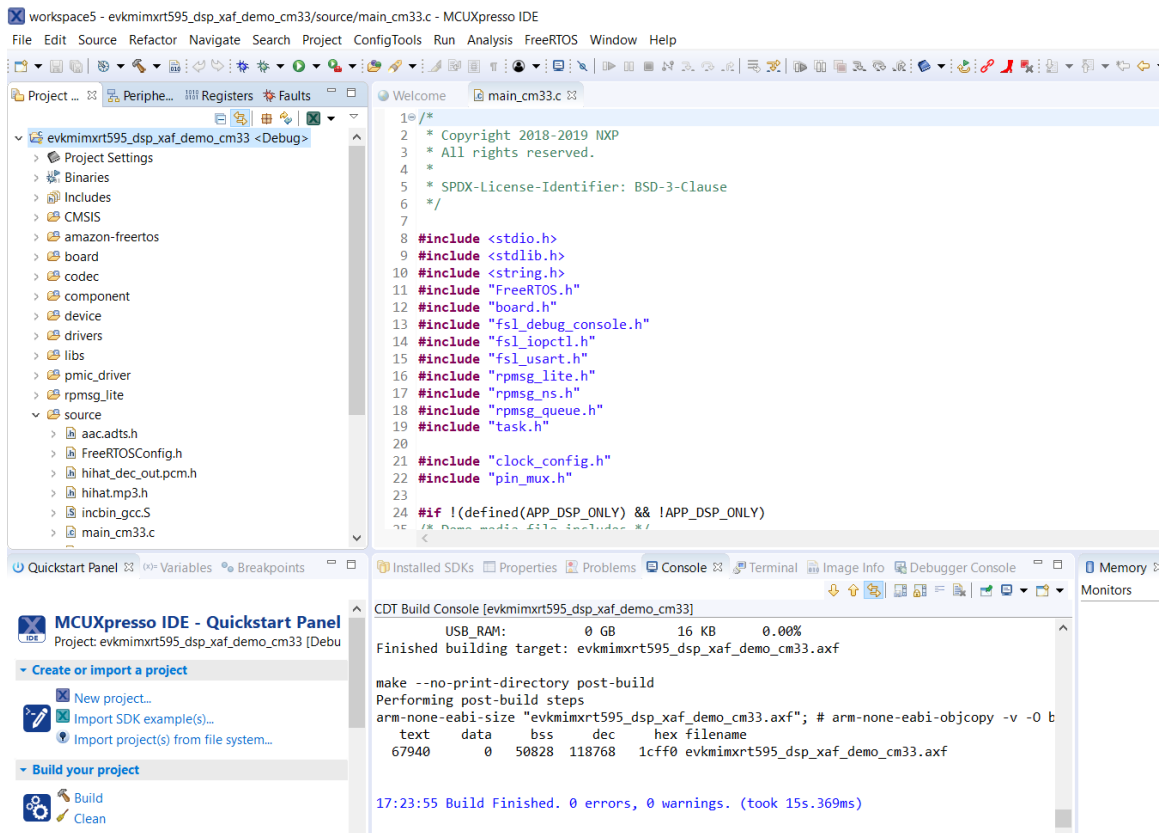 workspace5 - evkmimxrt595_dsp_xaf_demo_cm33/source/main_cm33.c - MCUXpresso IDE
File Edit Source Refactor Navigate Search Project ConfigTools Run Analysis FreeRTOS Window Help
Project ... Periphe... Registers Faults
evkmimxrt595_dsp_xaf_demo_cm33 <Debug>
Project Settings
Binaries
Includes
CMSIS
amazon-freertos
board
codec
component
device
drivers
libs
pmic_driver
rpmsg_lite
source
aac.adts.h
FreeRTOSConfig.h
hihat_dec_out.pcm.h
hihat.mp3.h
incbin_gcc.S
main_cm33.c
Welcome main_cm33.c
1 /*
2 * Copyright 2018-2019 NXP
3 * All rights reserved.
4 *
5 * SPDX-License-Identifier: BSD-3-Clause
6 */
7
8 #include <stdio.h>
9 #include <stdlib.h>
10 #include <string.h>
11 #include "FreeRTOS.h"
12 #include "board.h"
13 #include "fsl_debug_console.h"
14 #include "fsl_iopctl.h"
15 #include "fsl_usart.h"
16 #include "rpmsg_lite.h"
17 #include "rpmsg_ns.h"
18 #include "rpmsg_queue.h"
19 #include "task.h"
20
21 #include "clock_config.h"
22 #include "pin_mux.h"
23
24 #if !(defined(APP_DSP_ONLY) && !APP_DSP_ONLY)
25 /* Demo media file includes */
Quickstart Panel (x)= Variables Breakpoints
IDE
MCUXpresso IDE - Quickstart Panel
Project: evkmimxrt595_dsp_xaf_demo_cm33 [Debu
Create or import a project
New project...
Import SDK example(s)...
Import project(s) from file system...
Build your project
Build
Clean
Installed SDKs Properties Problems Console Terminal Image Info Debugger Console
CDT Build Console [evkmimxrt595_dsp_xaf_demo_cm33]
USB_RAM: 0 GB 16 KB 0.00%
Finished building target: evkmimxrt595_dsp_xaf_demo_cm33.axf
make --no-print-directory post-build
Performing post-build steps
arm-none-eabi-size "evkmimxrt595_dsp_xaf_demo_cm33.axf"; # arm-none-eabi-objcopy -v -O b
text data bss dec hex filename
67940 0 50828 118768 1cff0 evkmimxrt595_dsp_xaf_demo_cm33.axf
17:23:55 Build Finished. 0 errors, 0 warnings. (took 15s.369ms)
Memory
Monitors